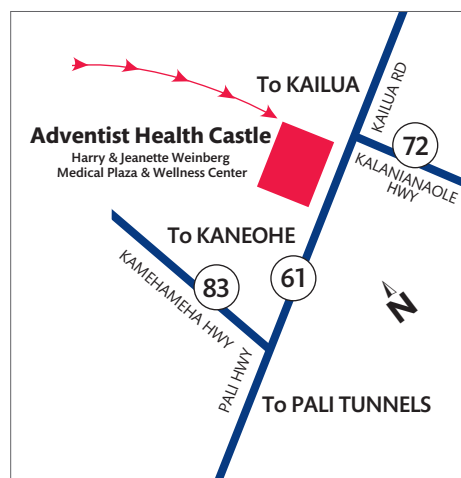 To KAILUA
KAILUA RD
Adventist Health Castle
Harry & Jeanette Weinberg
Medical Plaza & Wellness Center
72
KALANIANAOLE
HWY
To KANEOHE
83
61
KAMEHAMEHA HWY
N
PALI HWY
To PALI TUNNELS